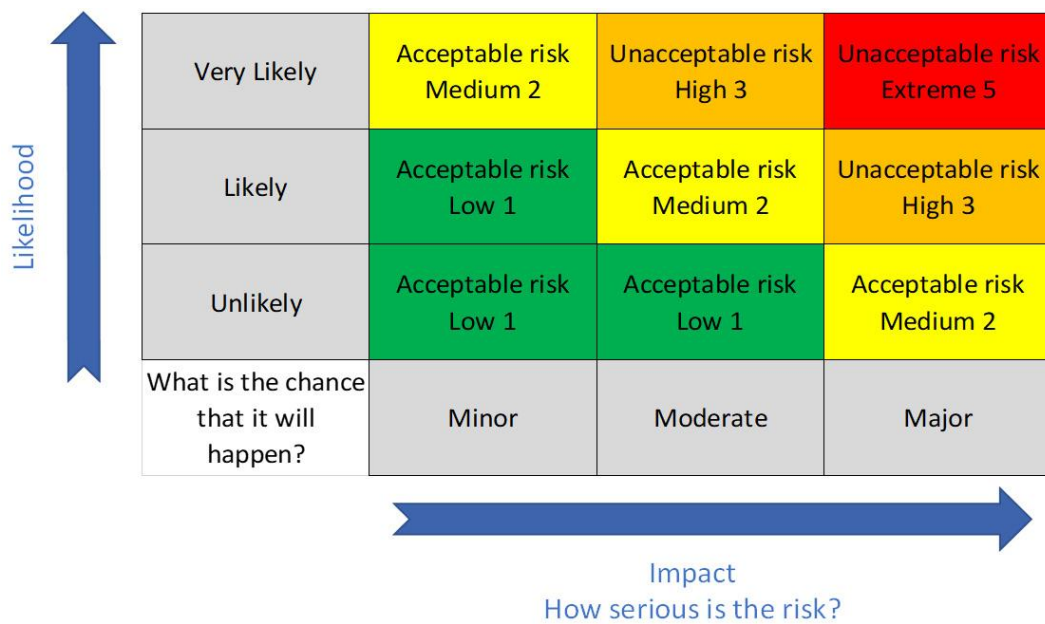 Likelihood
Very Likely
Acceptable risk
Medium 2
Unacceptable risk
High 3
Unacceptable risk
Extreme 5
Likely
Acceptable risk
Low 1
Acceptable risk
Medium 2
Unacceptable risk
High 3
Unlikely
Acceptable risk
Low 1
Acceptable risk
Low 1
Acceptable risk
Medium 2
What is the chance
that it will
happen?
Minor
Moderate
Major
Impact
How serious is the risk?